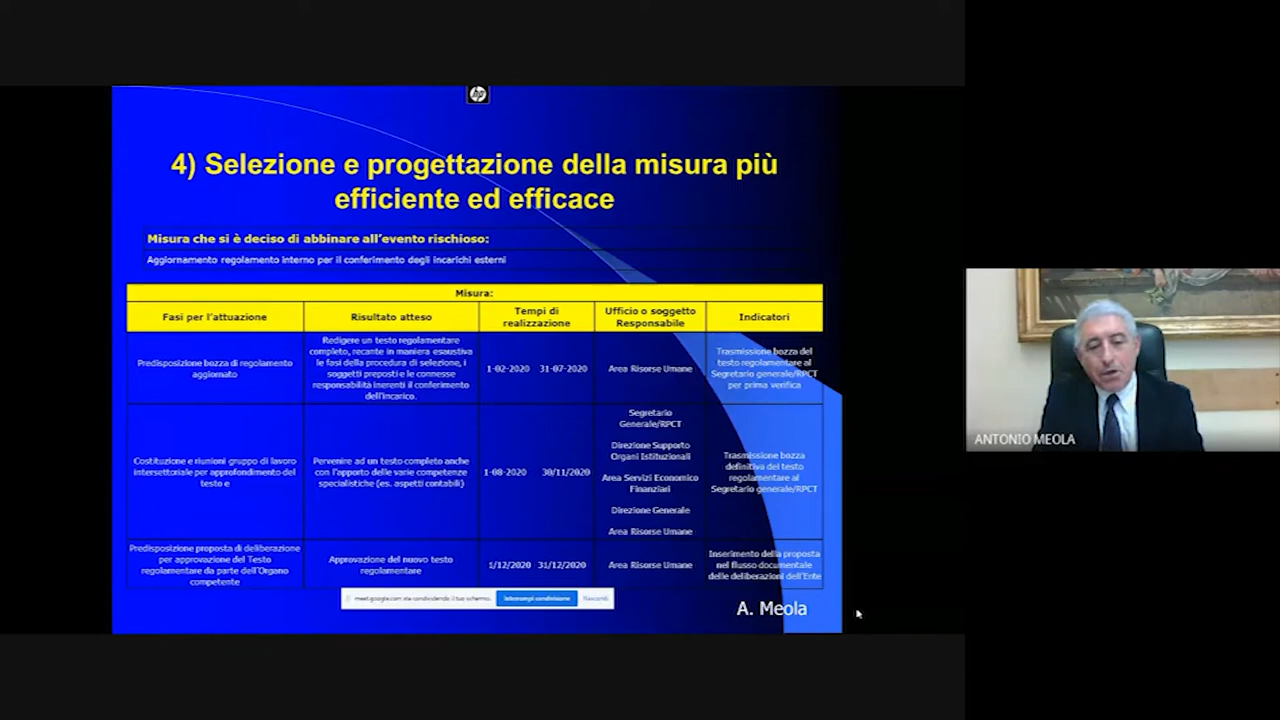 hp
4) Selezione e progettazione della misura più
efficiente ed efficace
Misura che si è deciso di abbinare all'evento rischioso:
Aggiornamento regolamento interno per il conferimento degli incarichi esterni
Misura:
Fasi per l'attuazione
Risultato atteso
Tempi di
realizzazione
Ufficio o soggetto
Responsabile
Indicatori
Predisposizione bozza di regolamento
aggiornato
Redigere un testo regolamentare
completo, recante in maniera esaustiva
le fasi della procedura di selezione, i
soggetti preposti e le connesse
responsabilità inerenti il conferimento
dell'incarico.
1-02-2020 31-07-2020
Area Risorse Umane
Trasmissione bozza del
testo regolamentare al
Segretario generale/RPCT
per prima verifica
Costituzione e riunioni gruppo di lavoro
intersettoriale per approfondimento del
testo e
Pervenire ad un testo completo anche
con l'apporto delle varie competenze
specialistiche (es. aspetti contabili)
1-08-2020 30/11/2020
Segretario
Generale/RPCT
Direzione Supporto
Organi Istituzionali
Area Servizi Economico
Finanziari
Direzione Generale
Area Risorse Umane
Trasmissione bozza
definitiva del testo
regolamentare al
Segretario generale/RPCT
Predisposizione proposta di deliberazione
per approvazione del Testo
regolamentare da parte dell'Organo
competente
Approvazione del nuovo testo
regolamentare
1/12/2020 31/12/2020
Area Risorse Umane
Inserimento della proposta
nel flusso documentale
delle deliberazioni dell'Ente
meet.google.com sta condividendo il tuo schermo.
Interrompi condivisione
Nascondi
A. Meola
ANTONIO MEOLA